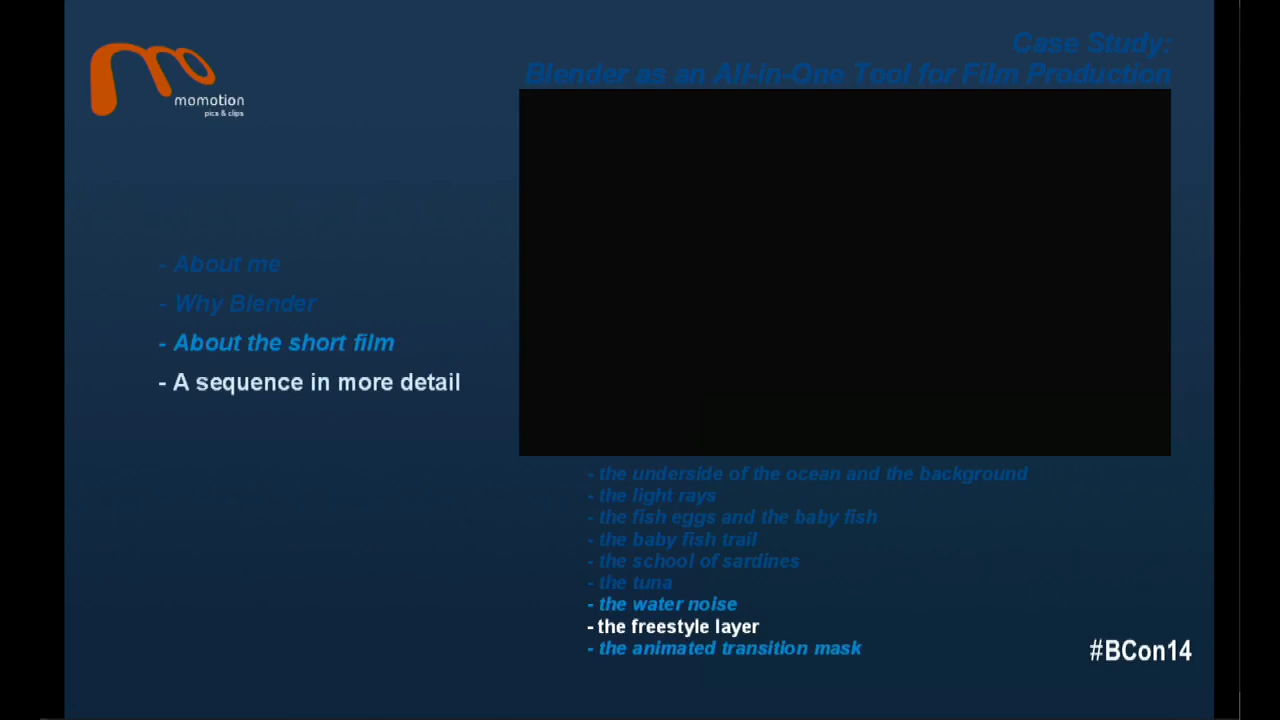 Case Study:
Blender as an All-in-One Tool for Film Production
momotion
pics & clips
- About me
- Why Blender
- About the short film
- A sequence in more detail
- the underside of the ocean and the background
- the light rays
- the fish eggs and the baby fish
- the baby fish trail
- the school of sardines
- the tuna
- the water noise
- the freestyle layer
- the animated transition mask
#BCon14